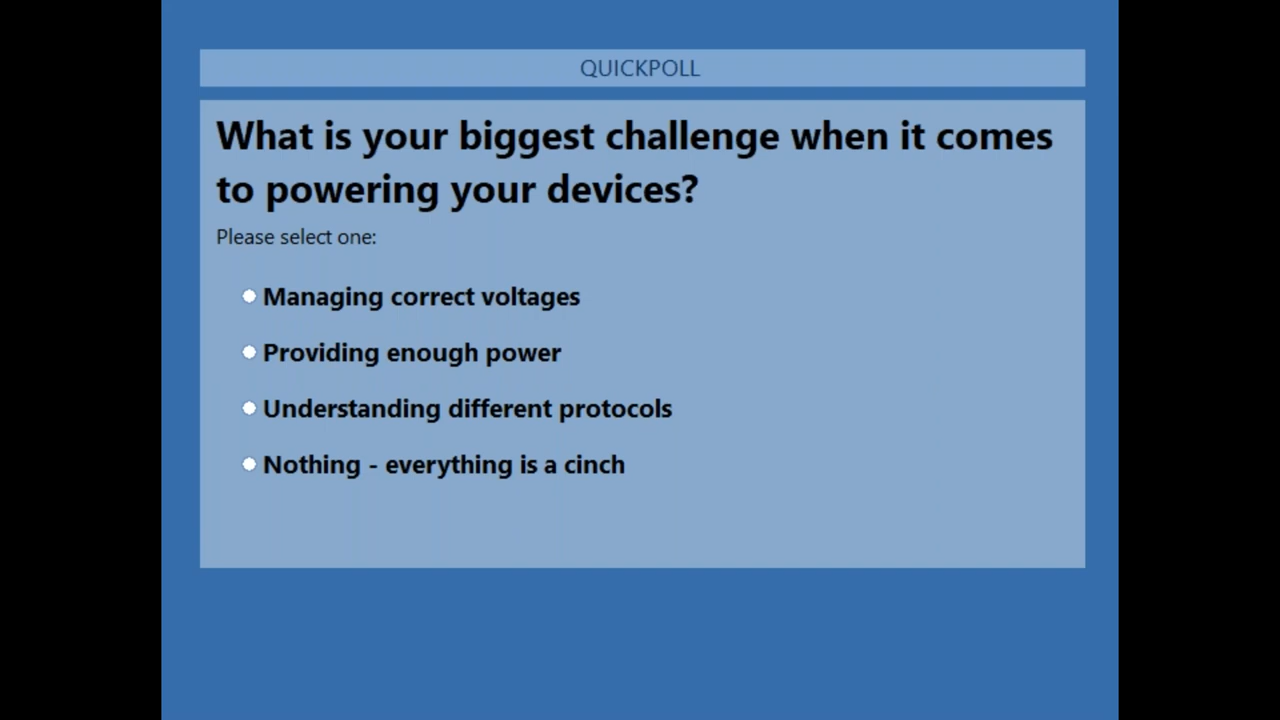 QUICKPOLL
What is your biggest challenge when it comes
to powering your devices?
Please select one:
Managing correct voltages
Providing enough power
Understanding different protocols
Nothing - everything is a cinch